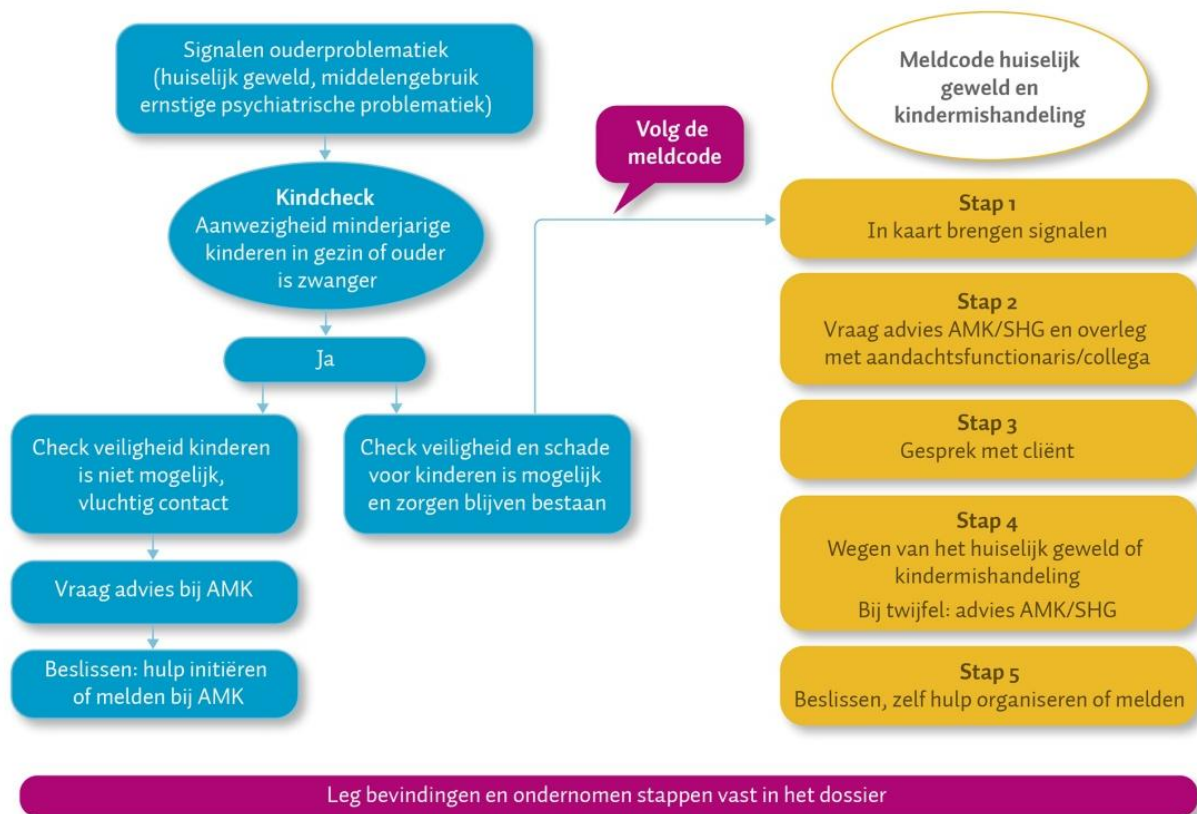 Signalen ouderproblematiek
(huiselijk geweld, middelengebruik
ernstige psychiatrische problematiek)
Kindcheck
Aanwezigheid minderjarige
kinderen in gezin of ouder
is zwanger
Ja
Check veiligheid kinderen
is niet mogelijk,
vluchtig contact
Vraag advies bij AMK
Beslissen: hulp initiëren
of melden bij AMK
Check veiligheid en schade
voor kinderen is mogelijk
en zorgen blijven bestaan
Volg de
meldcode
Meldcode huiselijk
geweld en
kindermishandeling
Stap 1
In kaart brengen signalen
Stap 2
Vraag advies AMK/SHG en overleg
met aandachtsfunctionaris/collega
Stap 3
Gesprek met cliënt
Stap 4
Wegen van het huiselijk geweld of
kindermishandeling
Bij twijfel: advies AMK/SHG
Stap 5
Beslissen, zelf hulp organiseren of melden
Leg bevindingen en ondernomen stappen vast in het dossier